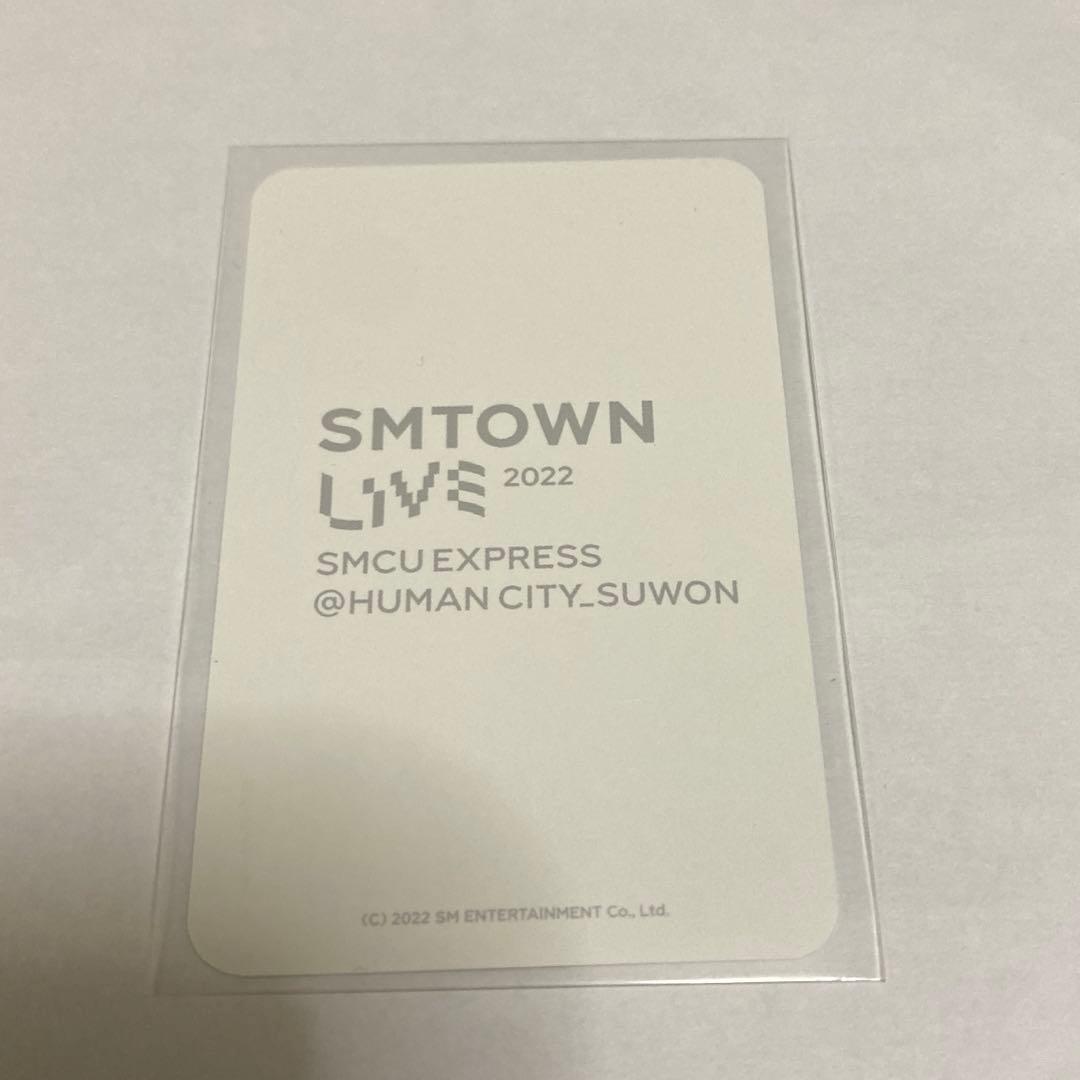 SMTOWN
LiVE 2022
SMCU EXPRESS
@HUMAN CITY_SUWON
(C) 2022 SM ENTERTAINMENT Co., Ltd.